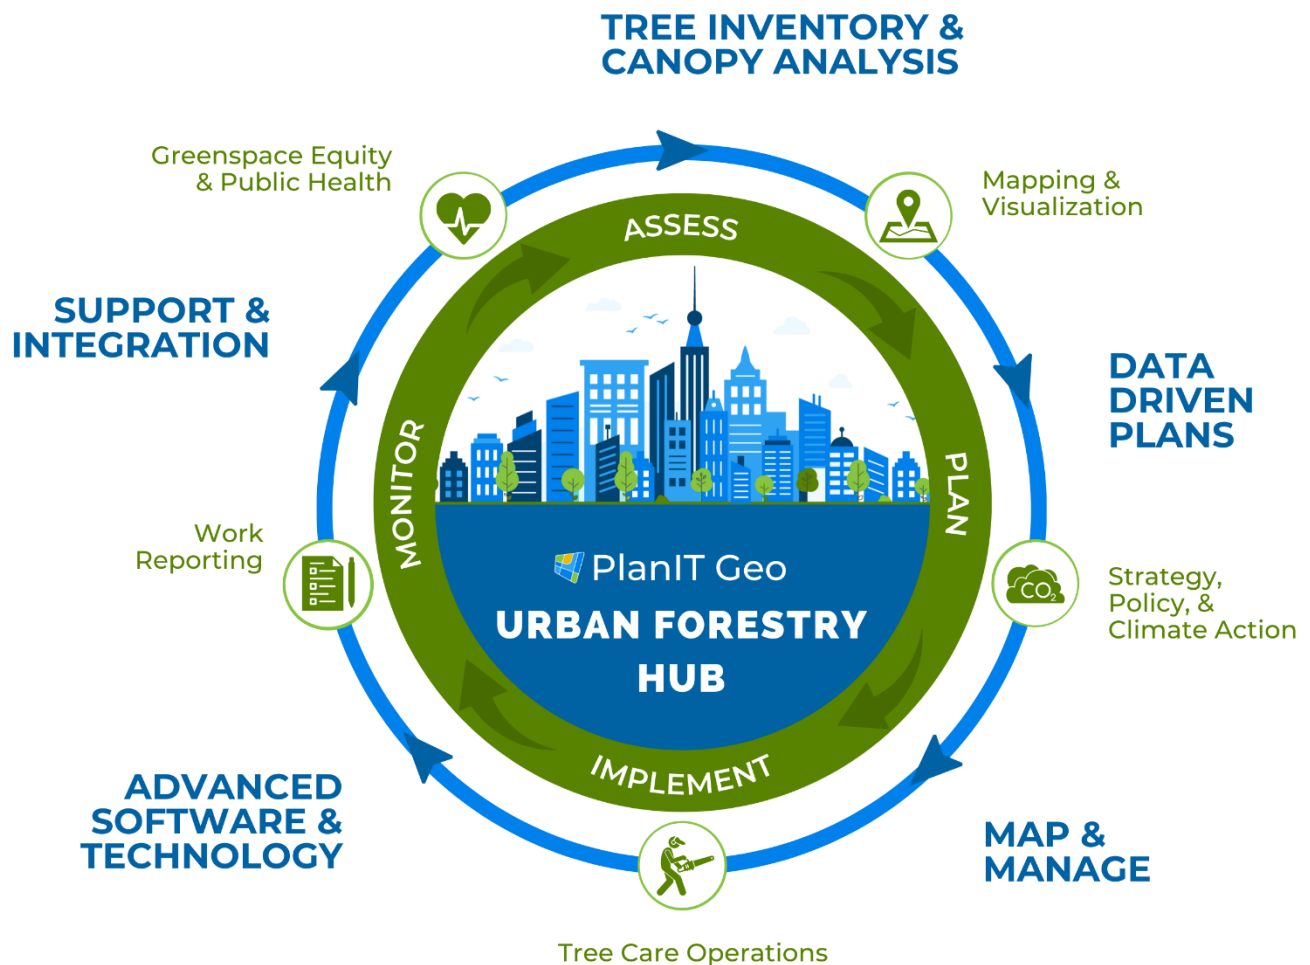 TREE INVENTORY &
CANOPY ANALYSIS
Greenspace Equity
& Public Health
Mapping &
Visualization
ASSESS
SUPPORT &
INTEGRATION
DATA
DRIVEN
PLANS
MONITOR
PLAN
Work
Reporting
PlanIT Geo
URBAN FORESTRY
HUB
CO2
Strategy,
Policy, &
Climate Action
IMPLEMENT
ADVANCED
SOFTWARE &
TECHNOLOGY
MAP &
MANAGE
Tree Care Operations